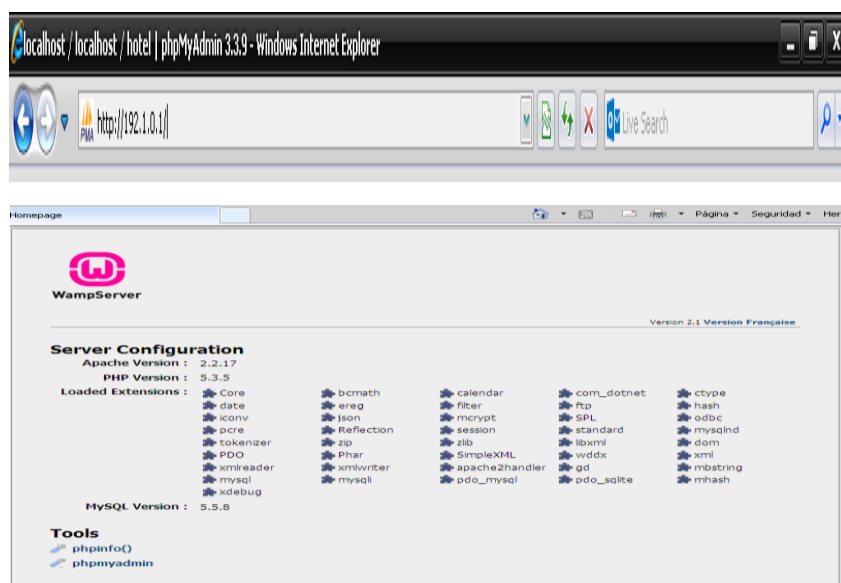 localhost / localhost / hotel | phpMyAdmin 3.3.9 - Windows Internet Explorer
PMA http://192.1.0.1/ Live Search
Homepage Página Seguridad Her
WampServer
Version 2.1 Version Française
Server Configuration
Apache Version : 2.2.17
PHP Version : 5.3.5
Loaded Extensions : Core bcmath calendar com_dotnet ctype
date ereg filter ftp hash
iconv json mcrypt SPL odbc
pcre Reflection session standard mysqlnd
tokenizer zip zlib libxml dom
PDO Phar SimpleXML wddx xml
xmlreader xmlwriter apache2handler gd mbstring
mysql mysqli pdo_mysql pdo_sqlite mhash
xdebug
MySQL Version : 5.5.8
Tools
phpinfo()
phpmyadmin